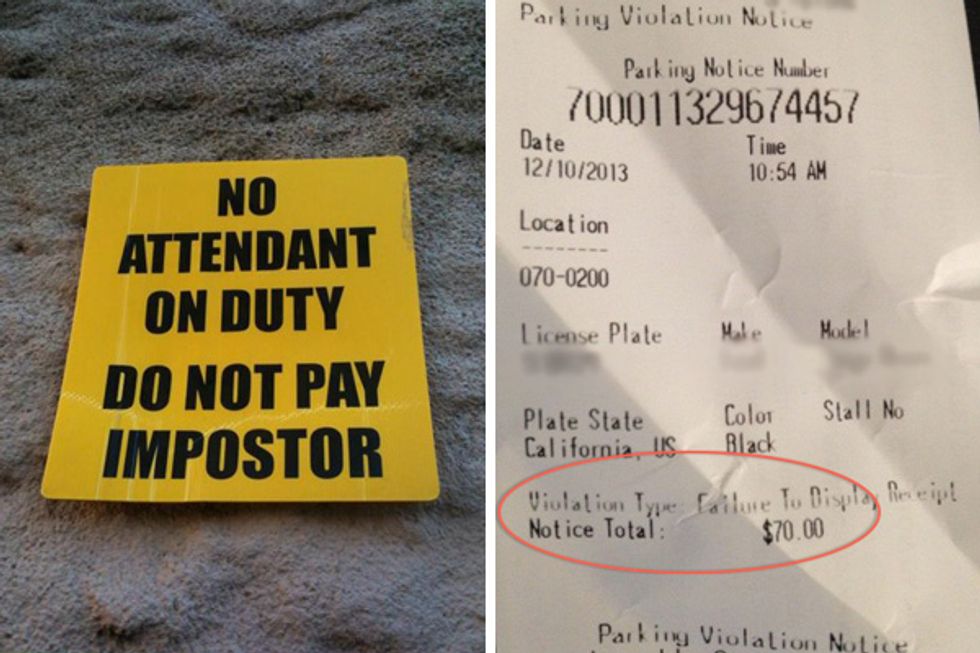 NO
ATTENDANT
ON DUTY
DO NOT PAY
IMPOSTOR
Parking Violation Notice
Parking Notice Number
700011329674457
Date Time
12/10/2013 10:54 AM
Location
--------
070-0200
License Plate Make Model
Plate State Color Stall No
California, US Black
Violation Type: Failure To Display Receipt
Notice Total: $70.00
Parking Violation Notice